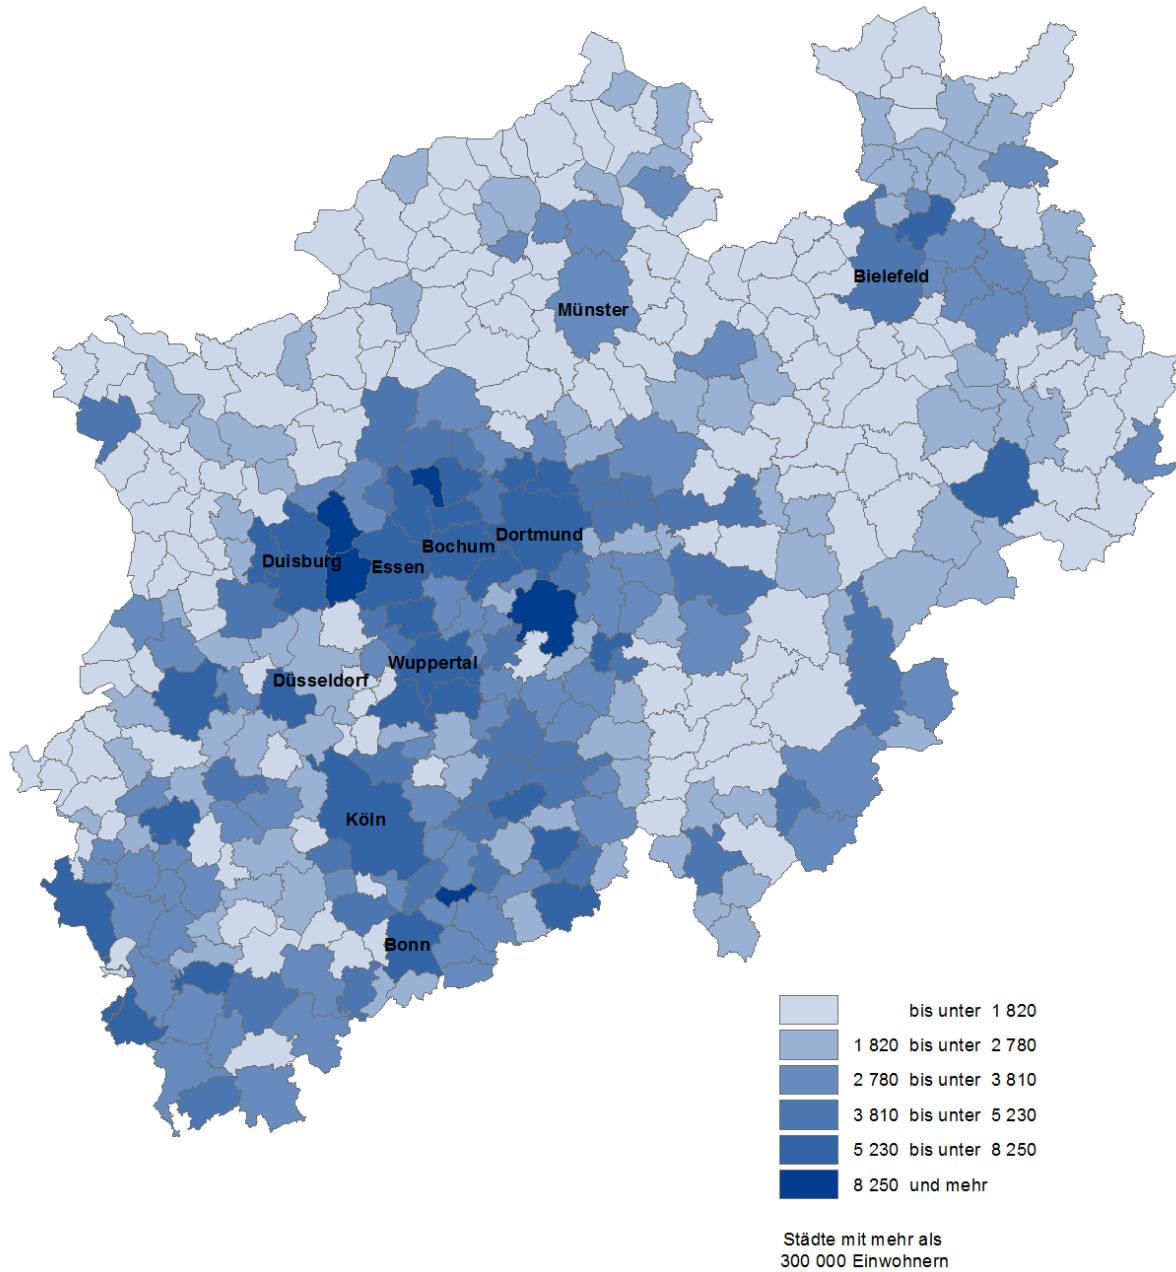 Bielefeld
Münster
Dortmund
Bochum
Duisburg
Essen
Wuppertal
Düsseldorf
Köln
Bonn
bis unter 1 820
1 820 bis unter 2 780
2 780 bis unter 3 810
3 810 bis unter 5 230
5 230 bis unter 8 250
8 250 und mehr
Städte mit mehr als
300 000 Einwohnern